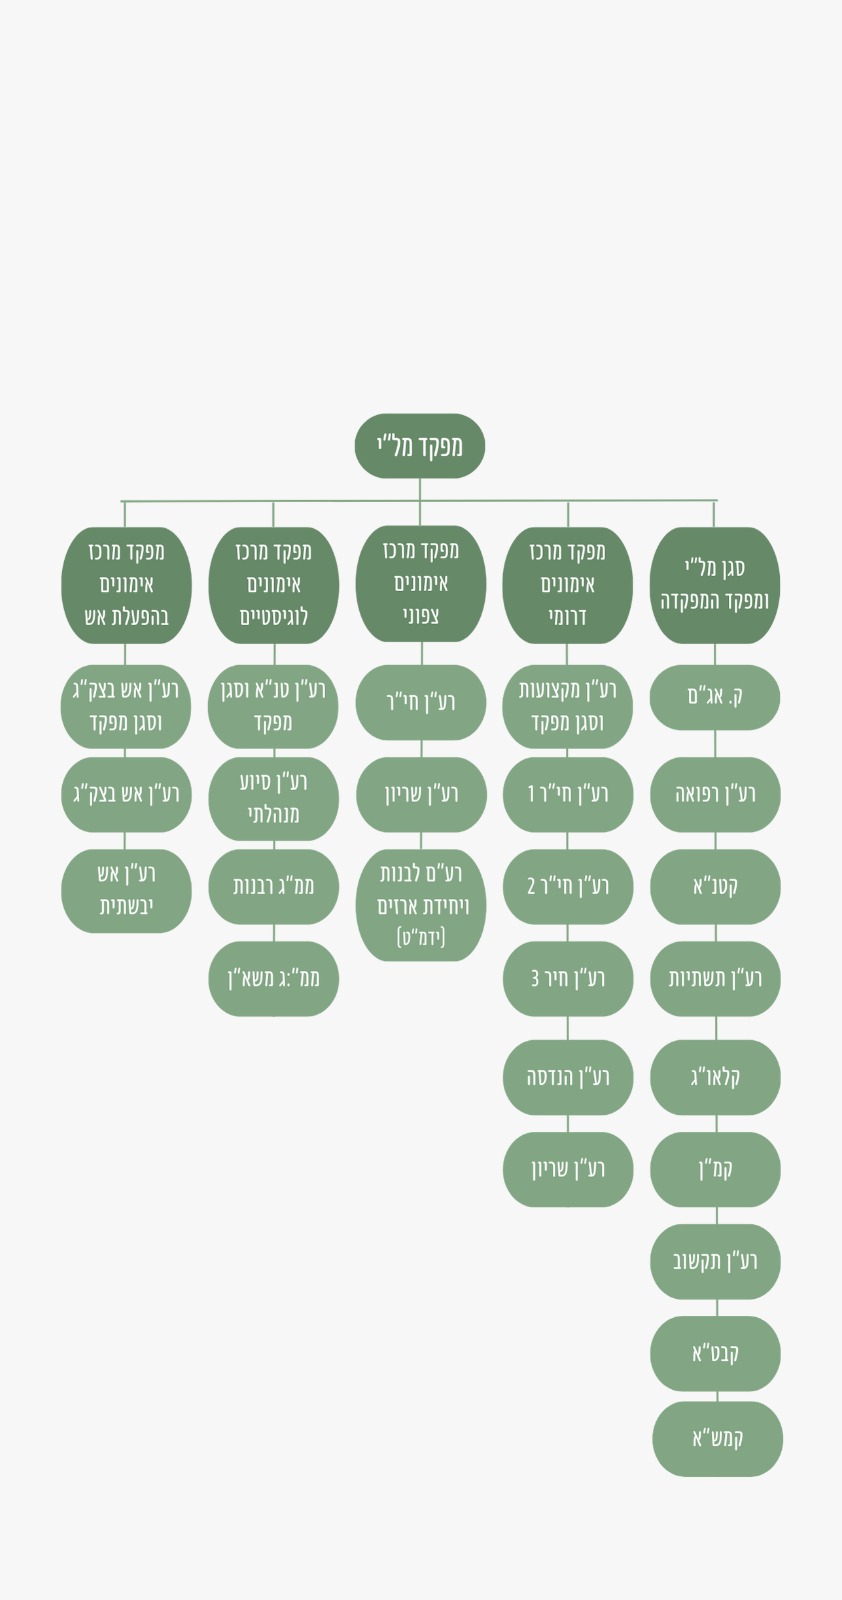 מפקד מל"י
סגן מל"י
ומפקד המפקדה
ק. אג"ם
רע"ן רפואה
קטנ"א
רע"ן תשתיות
קלאו"ג
קמ"ן
רע"ן תקשוב
קבט"א
קמש"א
מפקד מרכז
אימונים
דרומי
רע"ן מקצועות
וסגן מפקד
רע"ן חי"ר 1
רע"ן חי"ר 2
רע"ן חיר 3
רע"ן הנדסה
רע"ן שריון
מפקד מרכז
אימונים
צפוני
רע"ן חי"ר
רע"ן שריון
רע"ם לבנות
ויחידת ארזים
(ידמ"ט)
מפקד מרכז
אימונים
לוגיסטיים
רע"ן טנ"א וסגן
מפקד
רע"ן סיוע
מנהלתי
ממ"ג רבנות
ממ":ג משא"ן
מפקד מרכז
אימונים
בהפעלת אש
רע"ן אש בצק"ג
וסגן מפקד
רע"ן אש בצק"ג
רע"ן אש
יבשתית